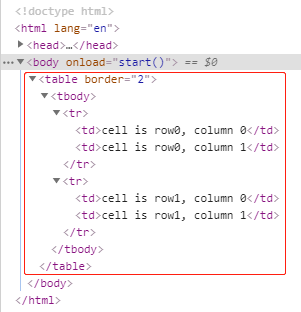 <!doctype html>
<html lang="en">
▶<head>…</head>
…▼<body onload="start()"> == $0
▼<table border="2">
▼<tbody>
▼<tr>
<td>cell is row0, column 0</td>
<td>cell is row0, column 1</td>
</tr>
▼<tr>
<td>cell is row1, column 0</td>
<td>cell is row1, column 1</td>
</tr>
</tbody>
</table>
</body>
</html>